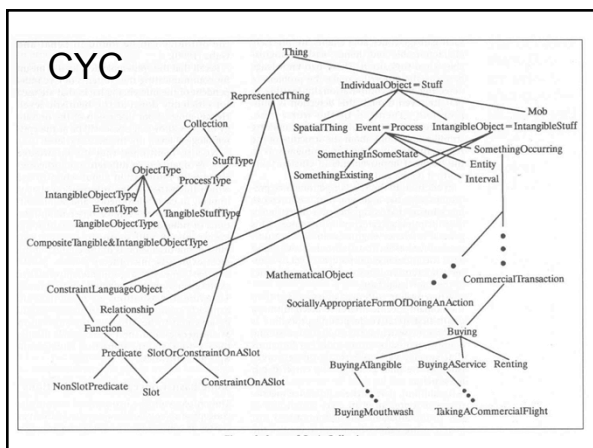 CYC
Thing
IndividualObject=Stuff
RepresentedThing
Mob
Collection
SpatialThing
Event=Process
IntangibleObject=IntangibleStuff
SomethingOccurring
SomethingInSomeState
Entity
SomethingExisting
Interval
StuffType
ObjectType
ProcessType
IntangibleObjectType
EventType
TangibleObjectType
TangibleStuffType
CompositeTangible&IntangibleObjectType
MathematicalObject
CommercialTransaction
ConstraintLanguageObject
SociallyAppropriateFormOfDoingAnAction
Relationship
Function
Buying
Predicate
SlotOrConstraintOnASlot
BuyingATangible
BuyingAService
Renting
NonSlotPredicate
Slot
ConstraintOnASlot
BuyingMouthwash
TakingACommercialFlight